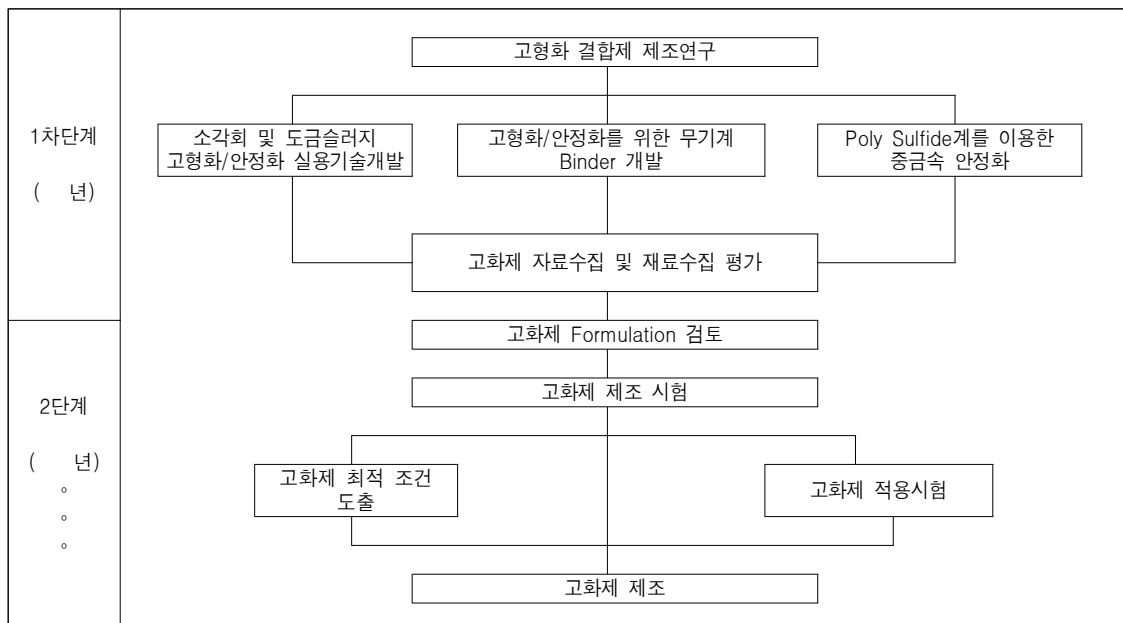 고형화 결합제 제조연구
1차단계
( 년)
소각회 및 도금슬러지
고형화/안정화 실용기술개발
고형화/안정화를 위한 무기계
Binder 개발
Poly Sulfide계를 이용한
중금속 안정화
고화제 자료수집 및 재료수집 평가
고화제 Formulation 검토
고화제 제조 시험
2단계
( 년)
고화제 최적 조건
도출
고화제 적용시험
고화제 제조